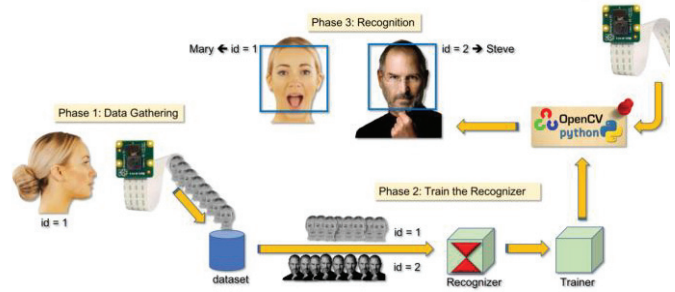 Phase 3: Recognition
Mary ← id = 1
id = 2 → Steve
Phase 1: Data Gathering
OpenCV
python
id = 1
Phase 2: Train the Recognizer
id = 1
id = 2
dataset
Recognizer
Trainer